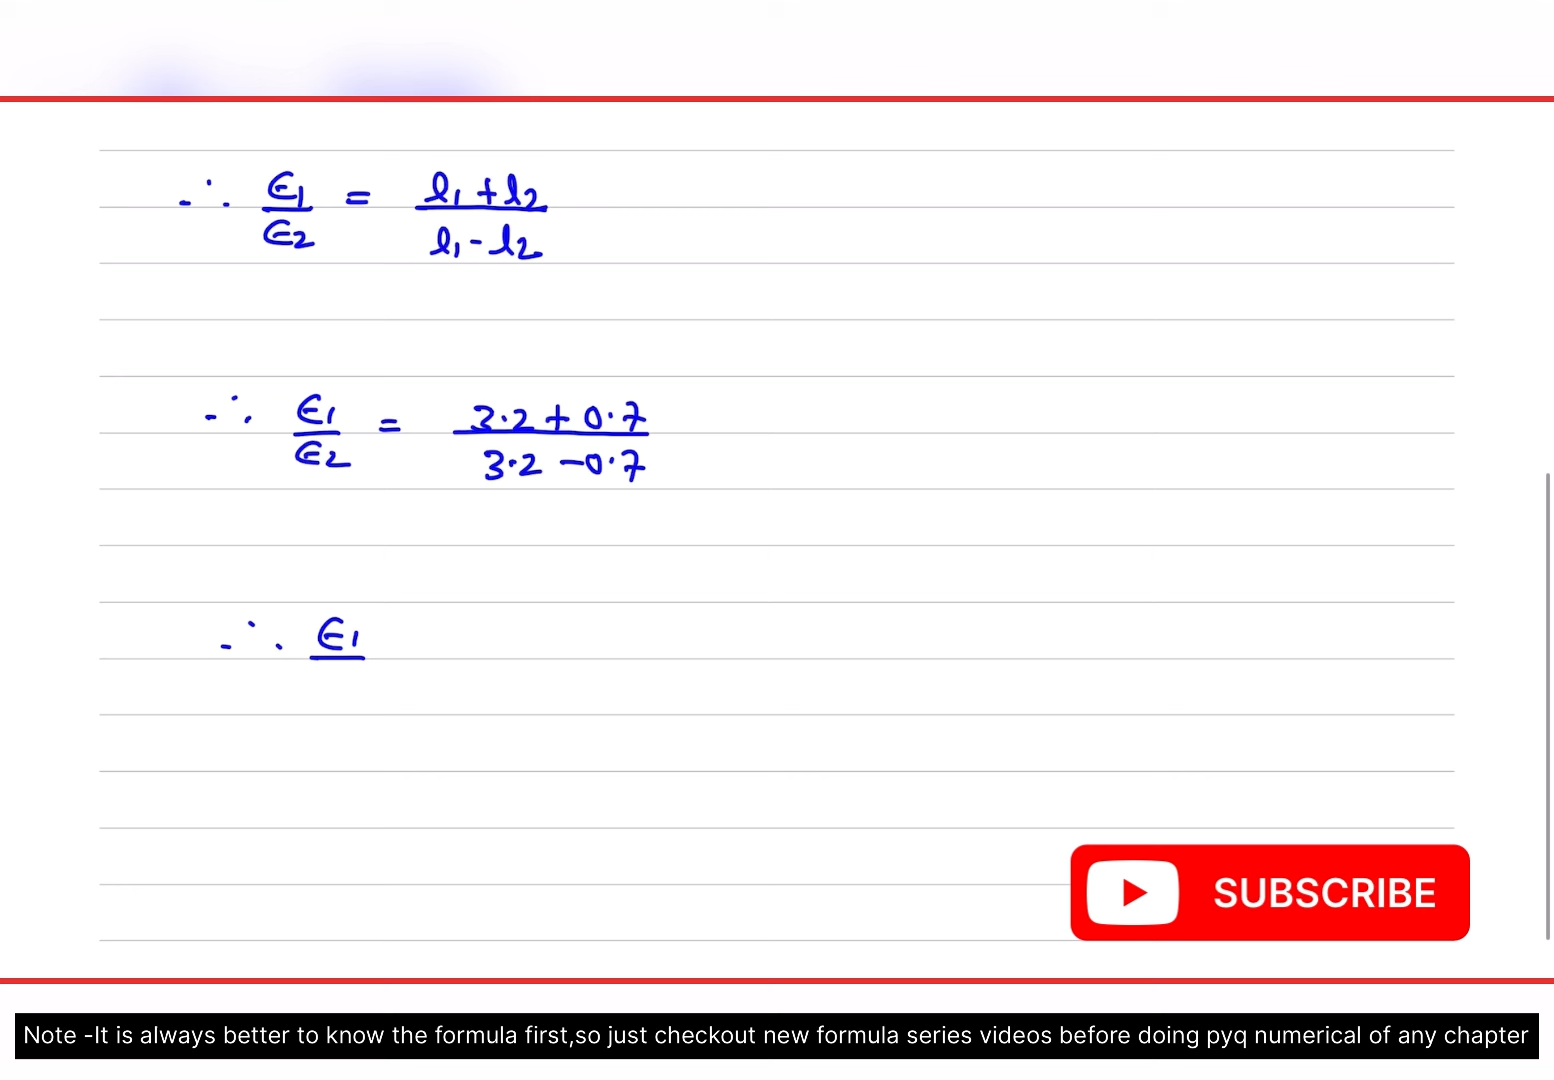 ∴ ϵ1/ϵ2 = l1 + l2 / l1 - l2
∴ ϵ1/ϵ2 = 3.2 + 0.7 / 3.2 - 0.7
∴ ϵ1
SUBSCRIBE
Note -It is always better to know the formula first,so just checkout new formula series videos before doing pyq numerical of any chapter